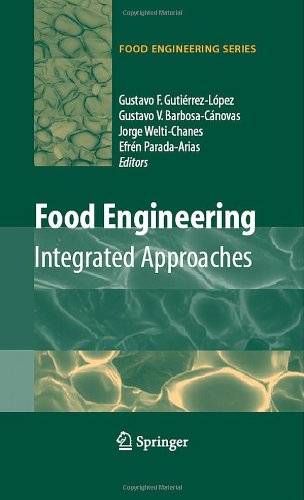 FOOD ENGINEERING SERIES
Gustavo F. Gutiérrez-López
Gustavo V. Barbosa-Cánovas
Jorge Welti-Chanes
Efrén Parada-Arias
Editors
Food Engineering
Integrated Approaches
Springer